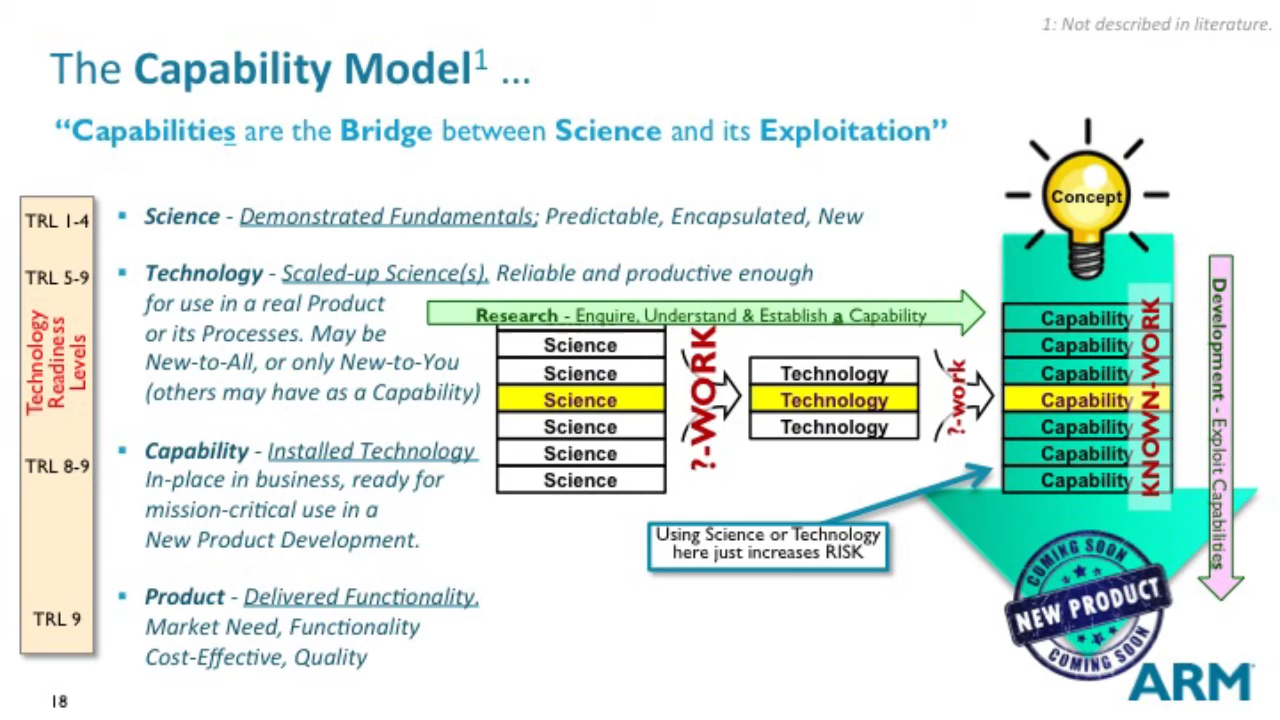 1: Not described in literature.
The Capability Model1 ...
“Capabilities are the Bridge between Science and its Exploitation”
TRL 1-4
▪ Science - Demonstrated Fundamentals; Predictable, Encapsulated, New
TRL 5-9
▪ Technology - Scaled-up Science(s). Reliable and productive enough
for use in a real Product
or its Processes. May be
New-to-All, or only New-to-You
(others may have as a Capability)
Technology
Readiness
Levels
TRL 8-9
▪ Capability - Installed Technology
In-place in business, ready for
mission-critical use in a
New Product Development.
TRL 9
▪ Product - Delivered Functionality.
Market Need, Functionality
Cost-Effective, Quality
Research - Enquire, Understand & Establish a Capability
Science
Science
Science
Science
Science
Science
?-WORK
Technology
Technology
Technology
?-work
Concept
Capability
Capability
Capability
Capability
Capability
Capability
Capability
KNOWN-WORK
Development - Exploit Capabilities
Using Science or Technology
here just increases RISK
COMING SOON
NEW PRODUCT
COMING SOON
ARM
18